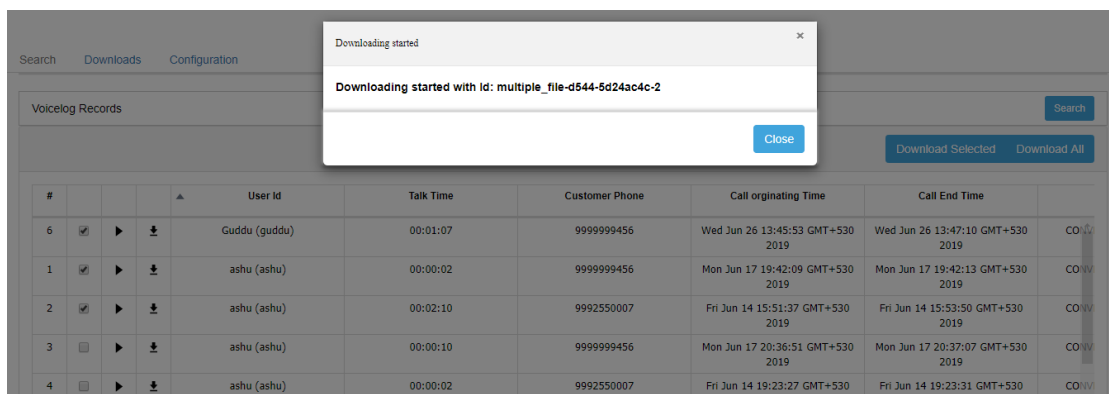 Downloading started ×
Downloading started with Id: multiple_file-d544-5d24ac4c-2
Close
Search Downloads Configuration
Voicelog Records Search
Download Selected Download All
# User Id Talk Time Customer Phone Call orginating Time Call End Time
6 Guddu (guddu) 00:01:07 9999999456 Wed Jun 26 13:45:53 GMT+530 2019 Wed Jun 26 13:47:10 GMT+530 2019
1 ashu (ashu) 00:00:02 9999999456 Mon Jun 17 19:42:09 GMT+530 2019 Mon Jun 17 19:42:13 GMT+530 2019
2 ashu (ashu) 00:02:10 9992550007 Fri Jun 14 15:51:37 GMT+530 2019 Fri Jun 14 15:53:50 GMT+530 2019
3 ashu (ashu) 00:00:10 9999999456 Mon Jun 17 20:36:51 GMT+530 2019 Mon Jun 17 20:37:07 GMT+530 2019
4 ashu (ashu) 00:00:02 9992550007 Fri Jun 14 19:23:27 GMT+530 Fri Jun 14 19:23:31 GMT+530